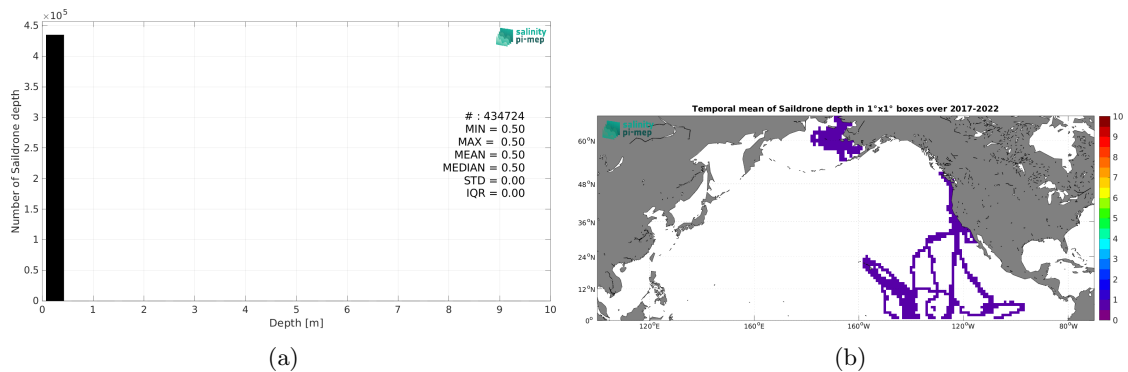 ×10⁵
4.5
4
3.5
3
2.5
2
1.5
1
0.5
0
Number of Saildrone depth
salinity
pi-mep
# : 434724
MIN = 0.50
MAX = 0.50
MEAN = 0.50
MEDIAN = 0.50
STD = 0.00
IQR = 0.00
0 1 2 3 4 5 6 7 8 9 10
Depth [m]
(a)
Temporal mean of Saildrone depth in 1°x1° boxes over 2017-2022
salinity
pi-mep
60°N
48°N
36°N
24°N
12°N
0°
120°E 160°E 160°W 120°W 80°W
10
9
8
7
6
5
4
3
2
1
0
(b)